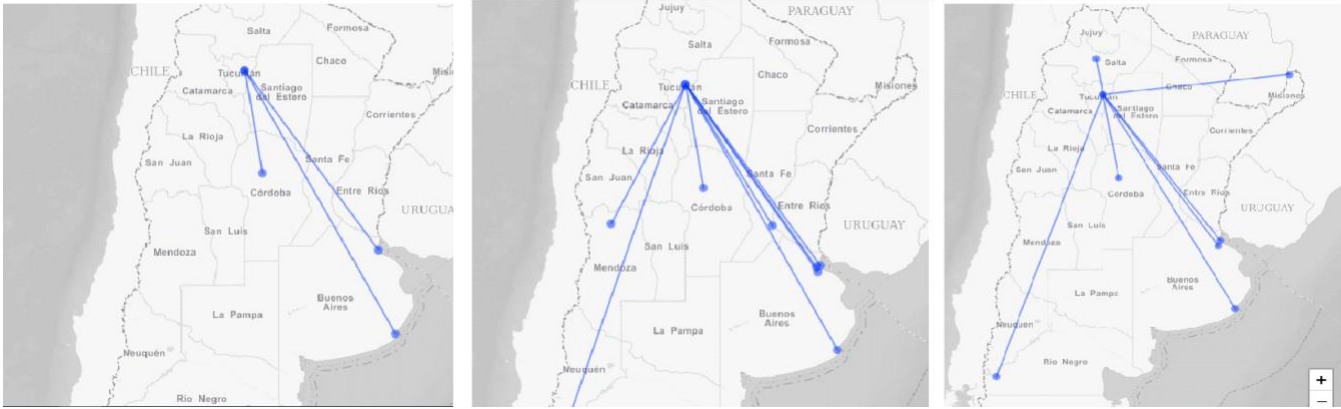 Salta
Formosa
Chaco
CHILE
Tucumán
Santiago
del Estero
Catamarca
Corrientes
La Rioja
San Juan
Santa Fe
Córdoba
Entre Ríos
San Luis
Mendoza
Buenos
Aires
La Pampa
Neuquén
Río Negro
Jujuy
PARAGUAY
Salta
Formosa
Chaco
CHILE
Tucumán
Misiones
Catamarca
Santiago
del Estero
Corrientes
La Rioja
San Juan
Santa Fe
Córdoba
Entre Ríos
URUGUAY
San Luis
Mendoza
Buenos
Aires
La Pampa
Neuquén
Jujuy
PARAGUAY
Salta
Formosa
Chaco
CHILE
Tucumán
Misiones
Catamarca
Santiago
del Estero
Corrientes
La Rioja
San Juan
Santa Fe
Córdoba
Entre Ríos
URUGUAY
San Luis
Mendoza
Buenos
Aires
La Pampa
Neuquén
Río Negro
+
−